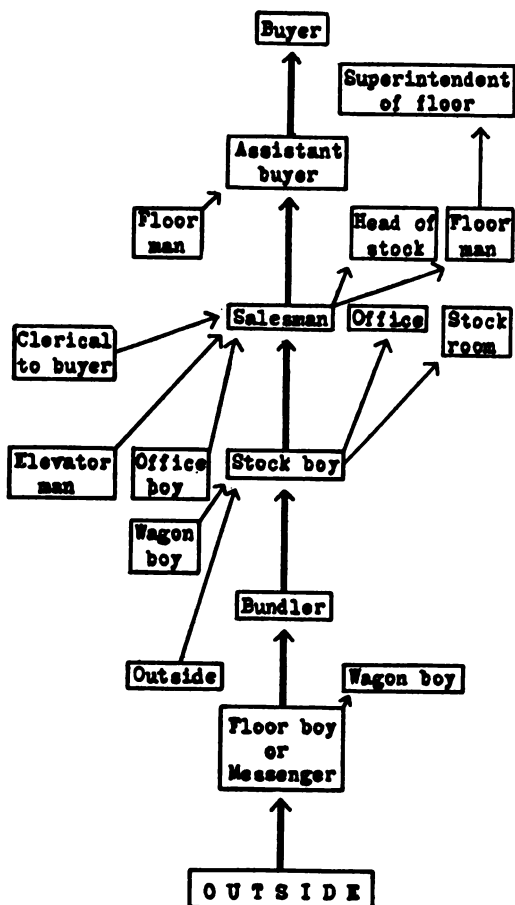 Buyer
Superintendent
of floor
Assistant
buyer
Floor
man
Head of
stock
Floor
man
Salesman
Office
Stock
room
Clerical
to buyer
Elevator
man
Office
boy
Stock boy
Wagon
boy
Bundler
Outside
Wagon boy
Floor boy
or
Messenger
OUTSIDE